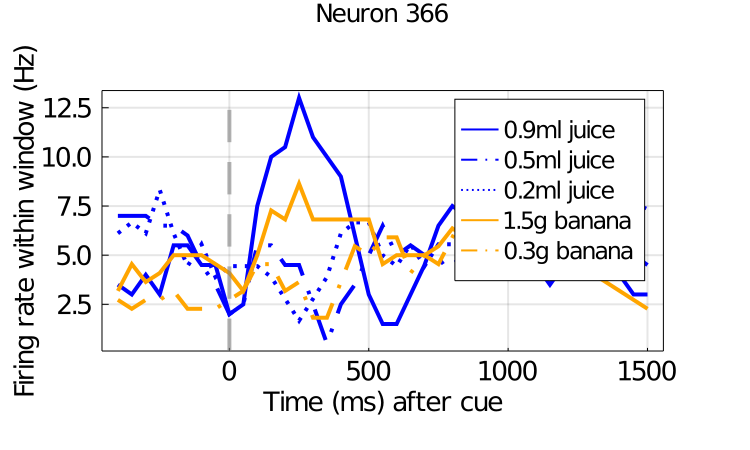 Neuron 366
Firing rate within window (Hz)
12.5
10.0
7.5
5.0
2.5
0.9ml juice
0.5ml juice
0.2ml juice
1.5g banana
0.3g banana
0 500 1000 1500
Time (ms) after cue